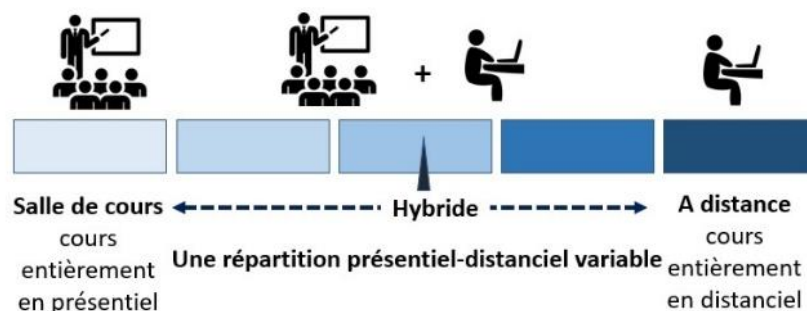 +
Salle de cours
cours
entièrement
en présentiel
Hybride
Une répartition présentiel-distanciel variable
A distance
cours
entièrement
en distanciel